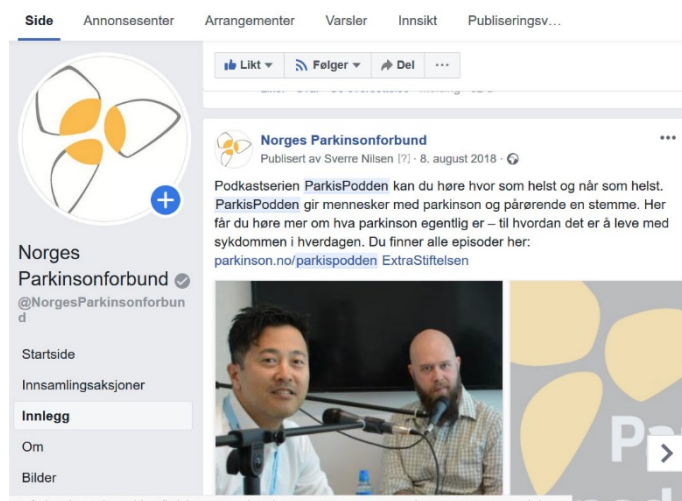 Side Annonsesenter Arrangementer Varsler Innsikt Publiseringsv...
Likt Følger Del ...
Norges Parkinsonforbund
Publisert av Sverre Nilsen [?] · 8. august 2018 ·
Podkastserien ParkisPodden kan du høre hvor som helst og når som helst.
ParkisPodden gir mennesker med parkinson og pårørende en stemme. Her
får du høre mer om hva parkinson egentlig er – til hvordan det er å leve med
sykdommen i hverdagen. Du finner alle episoder her:
parkinson.no/parkispodden ExtraStiftelsen
Norges
Parkinsonforbund
@NorgesParkinsonforbun
d
Startside
Innsamlingsaksjoner
Innlegg
Om
Bilder